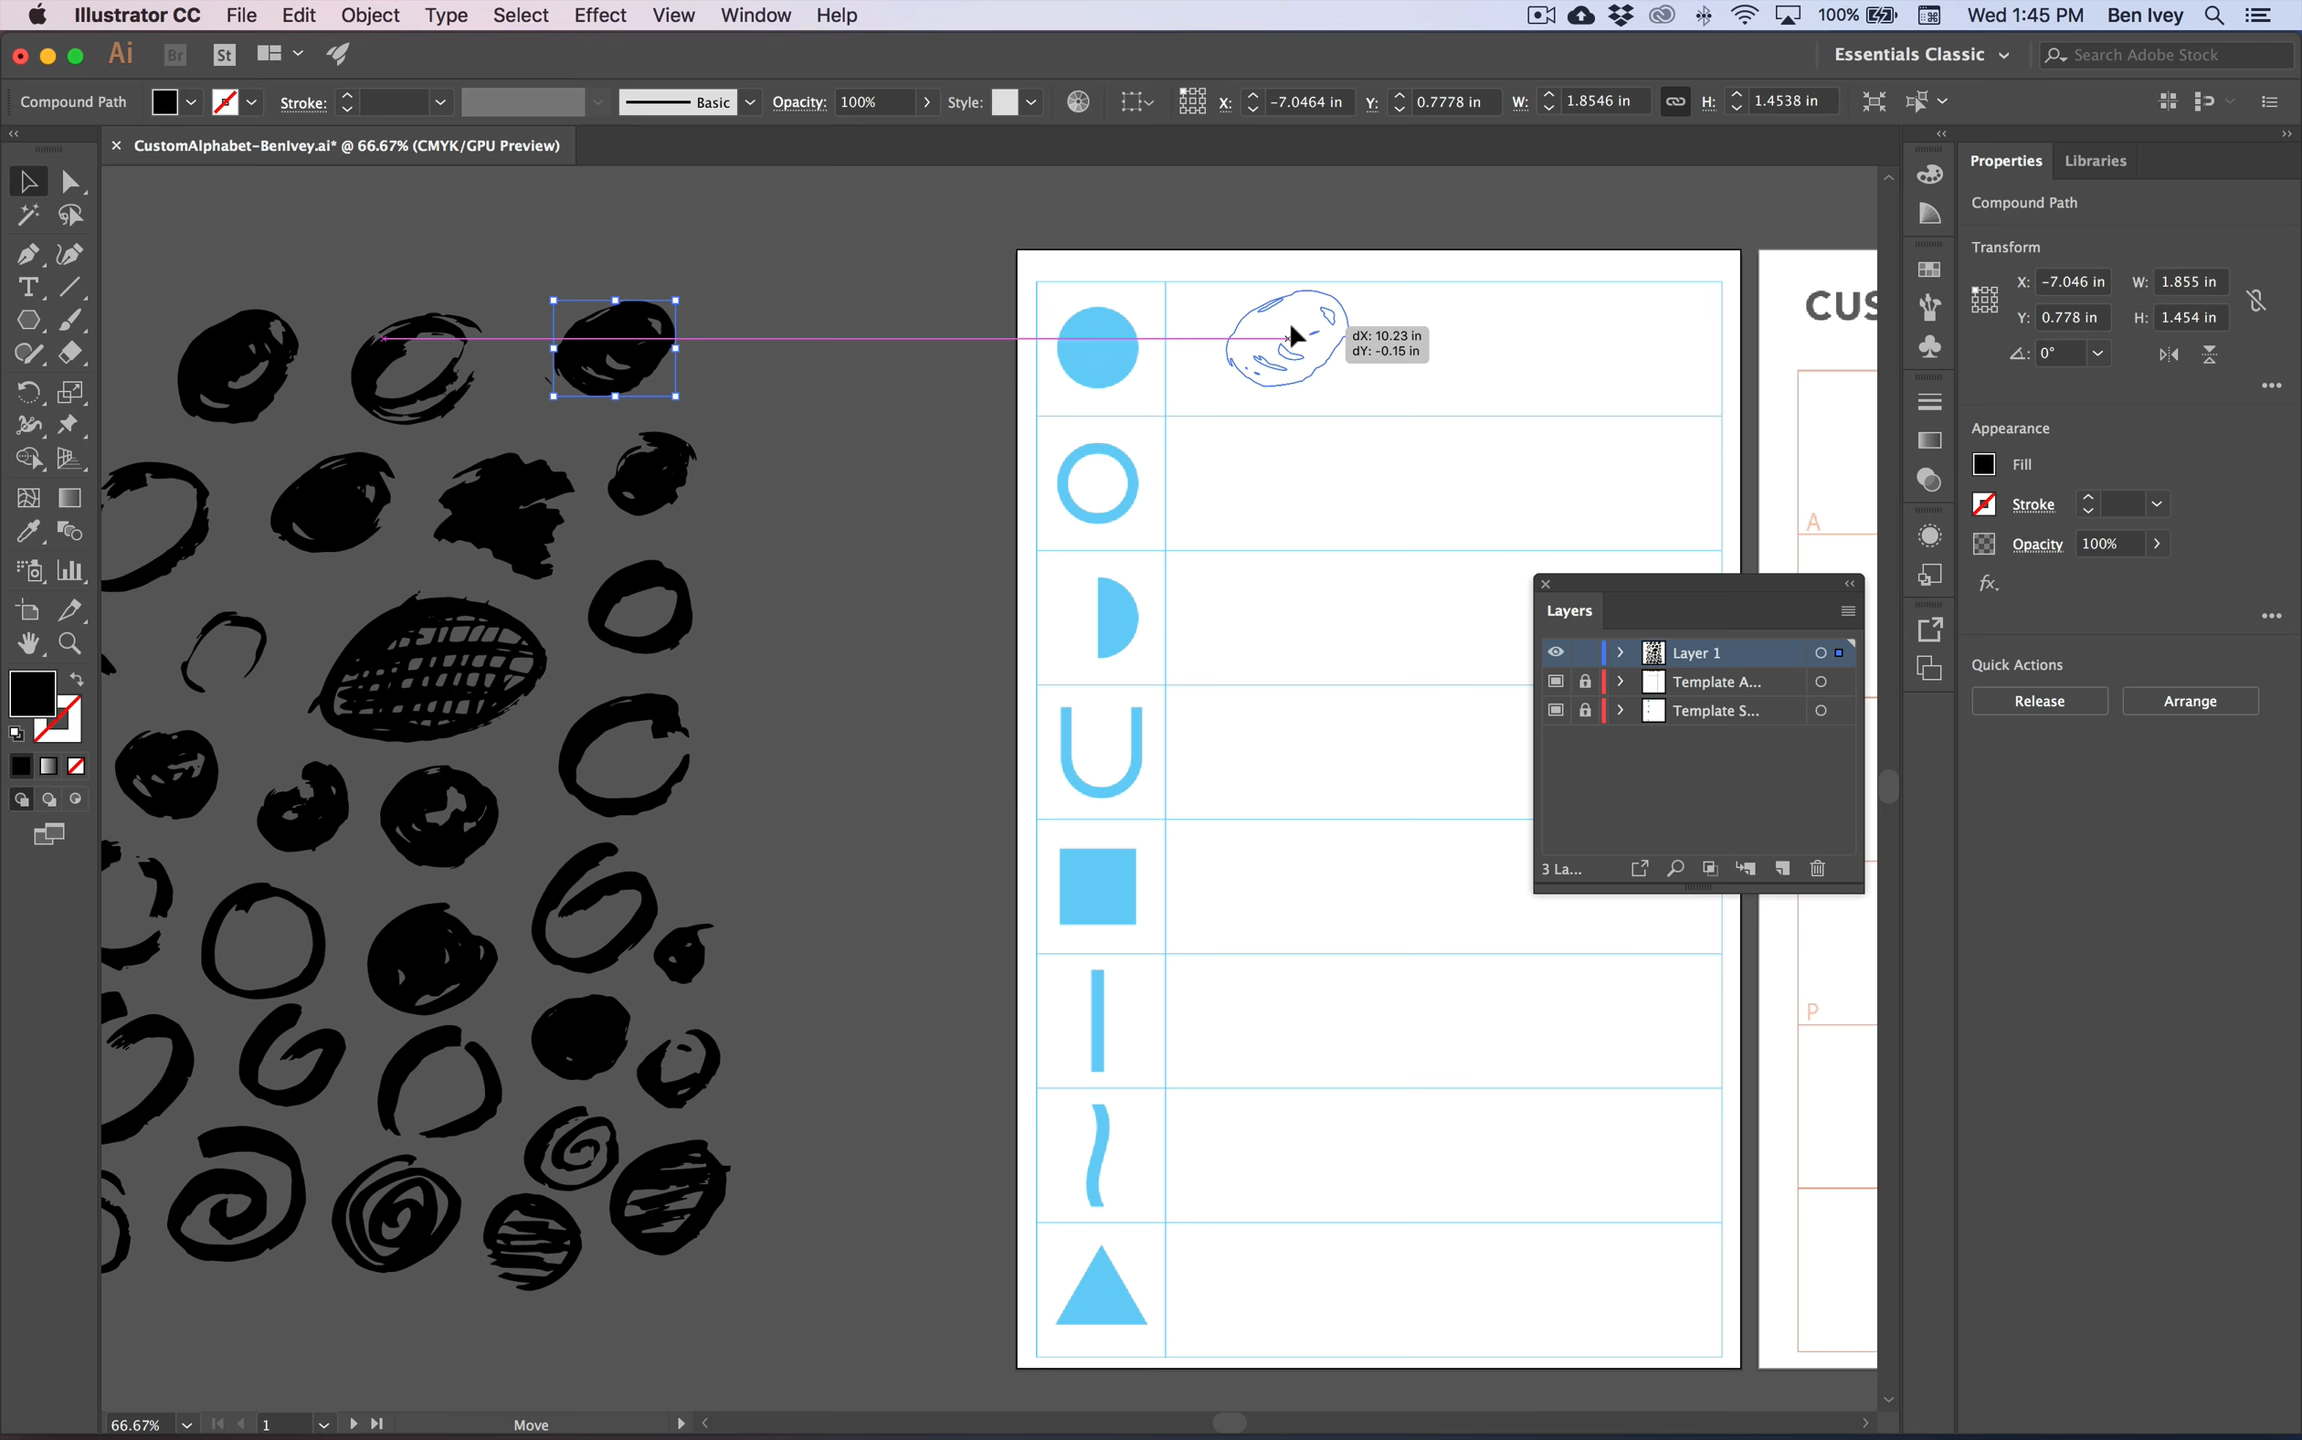 Illustrator CC File Edit Object Type Select Effect View Window Help 100% Wed 1:45 PM Ben Ivey
Ai Br St Essentials Classic Search Adobe Stock
Compound Path Stroke: Basic Opacity: 100% Style: X: -7.0464 in Y: 0.7778 in W: 1.8546 in H: 1.4538 in
× CustomAlphabet-BenIvey.ai* @ 66.67% (CMYK/GPU Preview)
Properties Libraries
Compound Path
Transform
X: -7.046 in W: 1.855 in
Y: 0.778 in H: 1.454 in
0°
Appearance
Fill
Stroke
Opacity 100%
fx.
Quick Actions
Release Arrange
CUS
dX: 10.23 in
dY: -0.15 in
A
P
Layers
Layer 1
Template A...
Template S...
3 La...
66.67% 1 Move